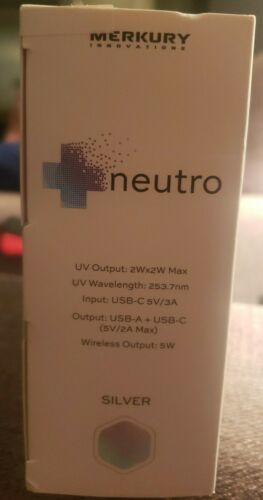 MERKURY
INNOVATIONS
neutro
UV Output: 2Wx2W Max
UV Wavelength: 253.7nm
Input: USB-C 5V/3A
Output: USB-A + USB-C
(5V/2A Max)
Wireless Output: 5W
SILVER